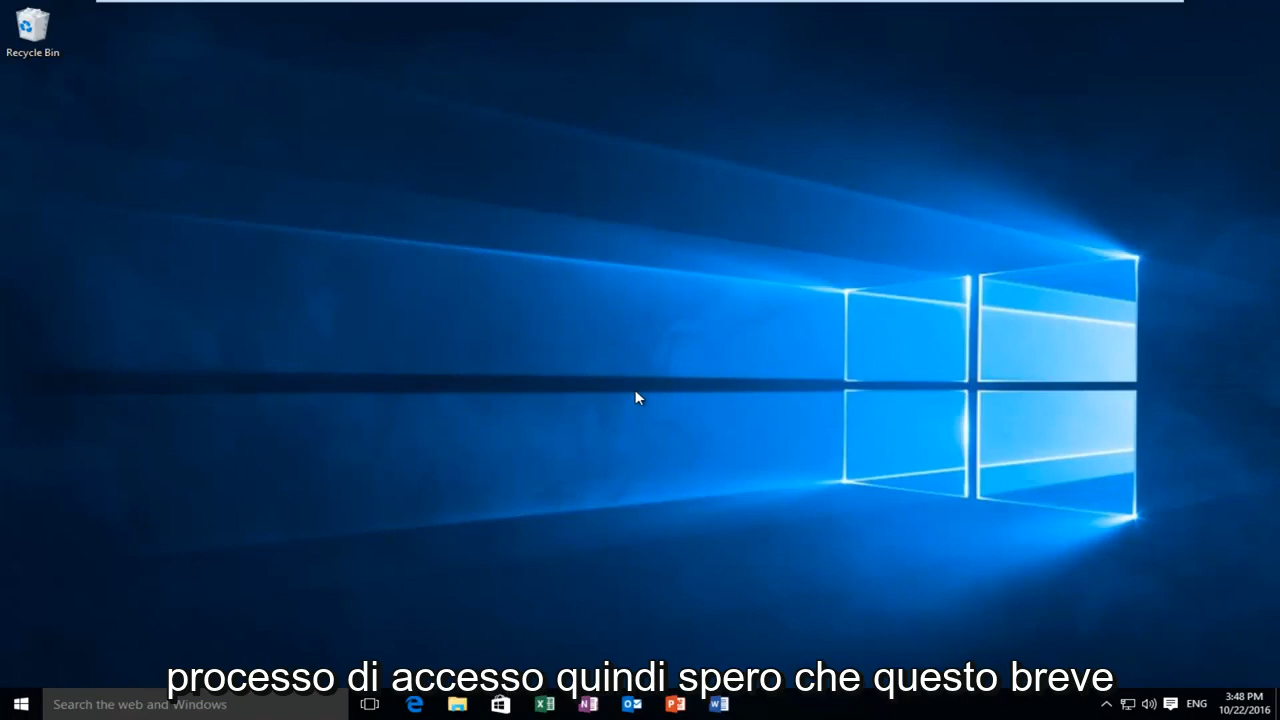 Recycle Bin
processo di accesso quindi spero che questo breve
Search the web and Windows
ENG
3:48 PM
10/22/2016